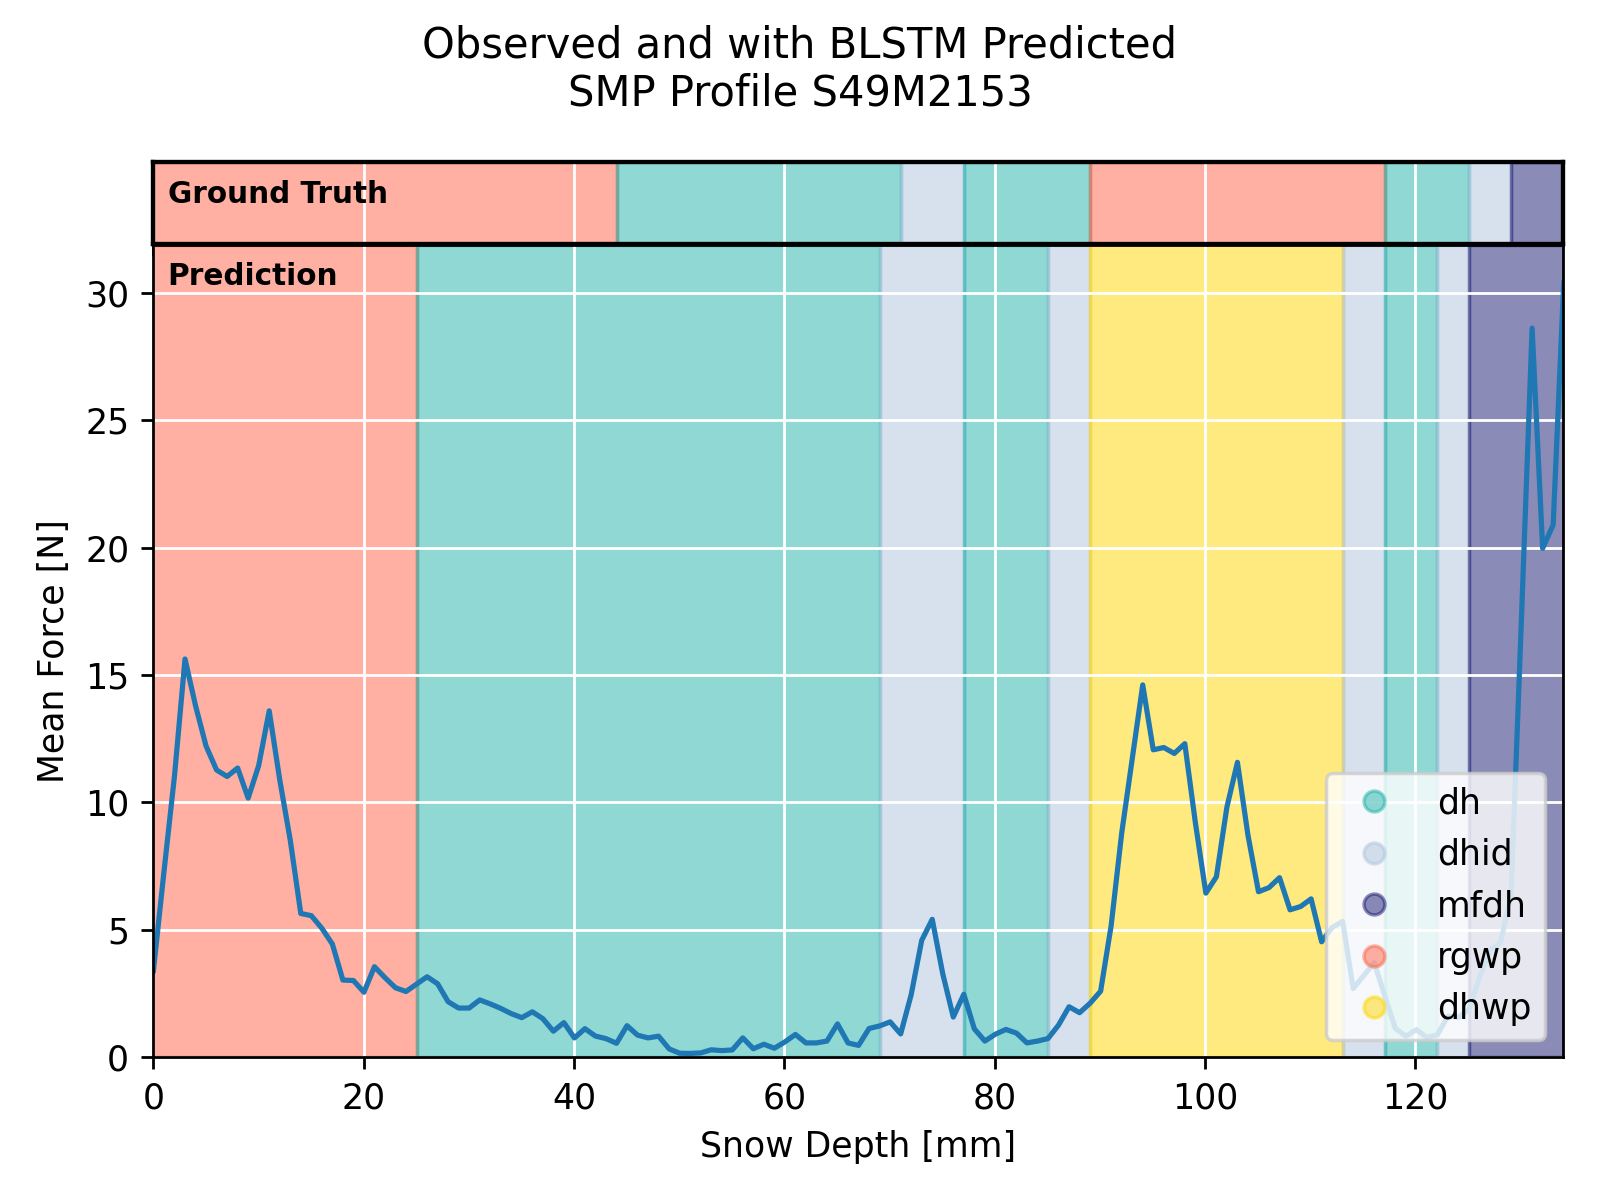 Observed and with BLSTM Predicted
SMP Profile S49M2153
Ground Truth
Prediction
30
25
20
15
10
5
0
Mean Force [N]
dh
dhid
mfdh
rgwp
dhwp
0 20 40 60 80 100 120
Snow Depth [mm]